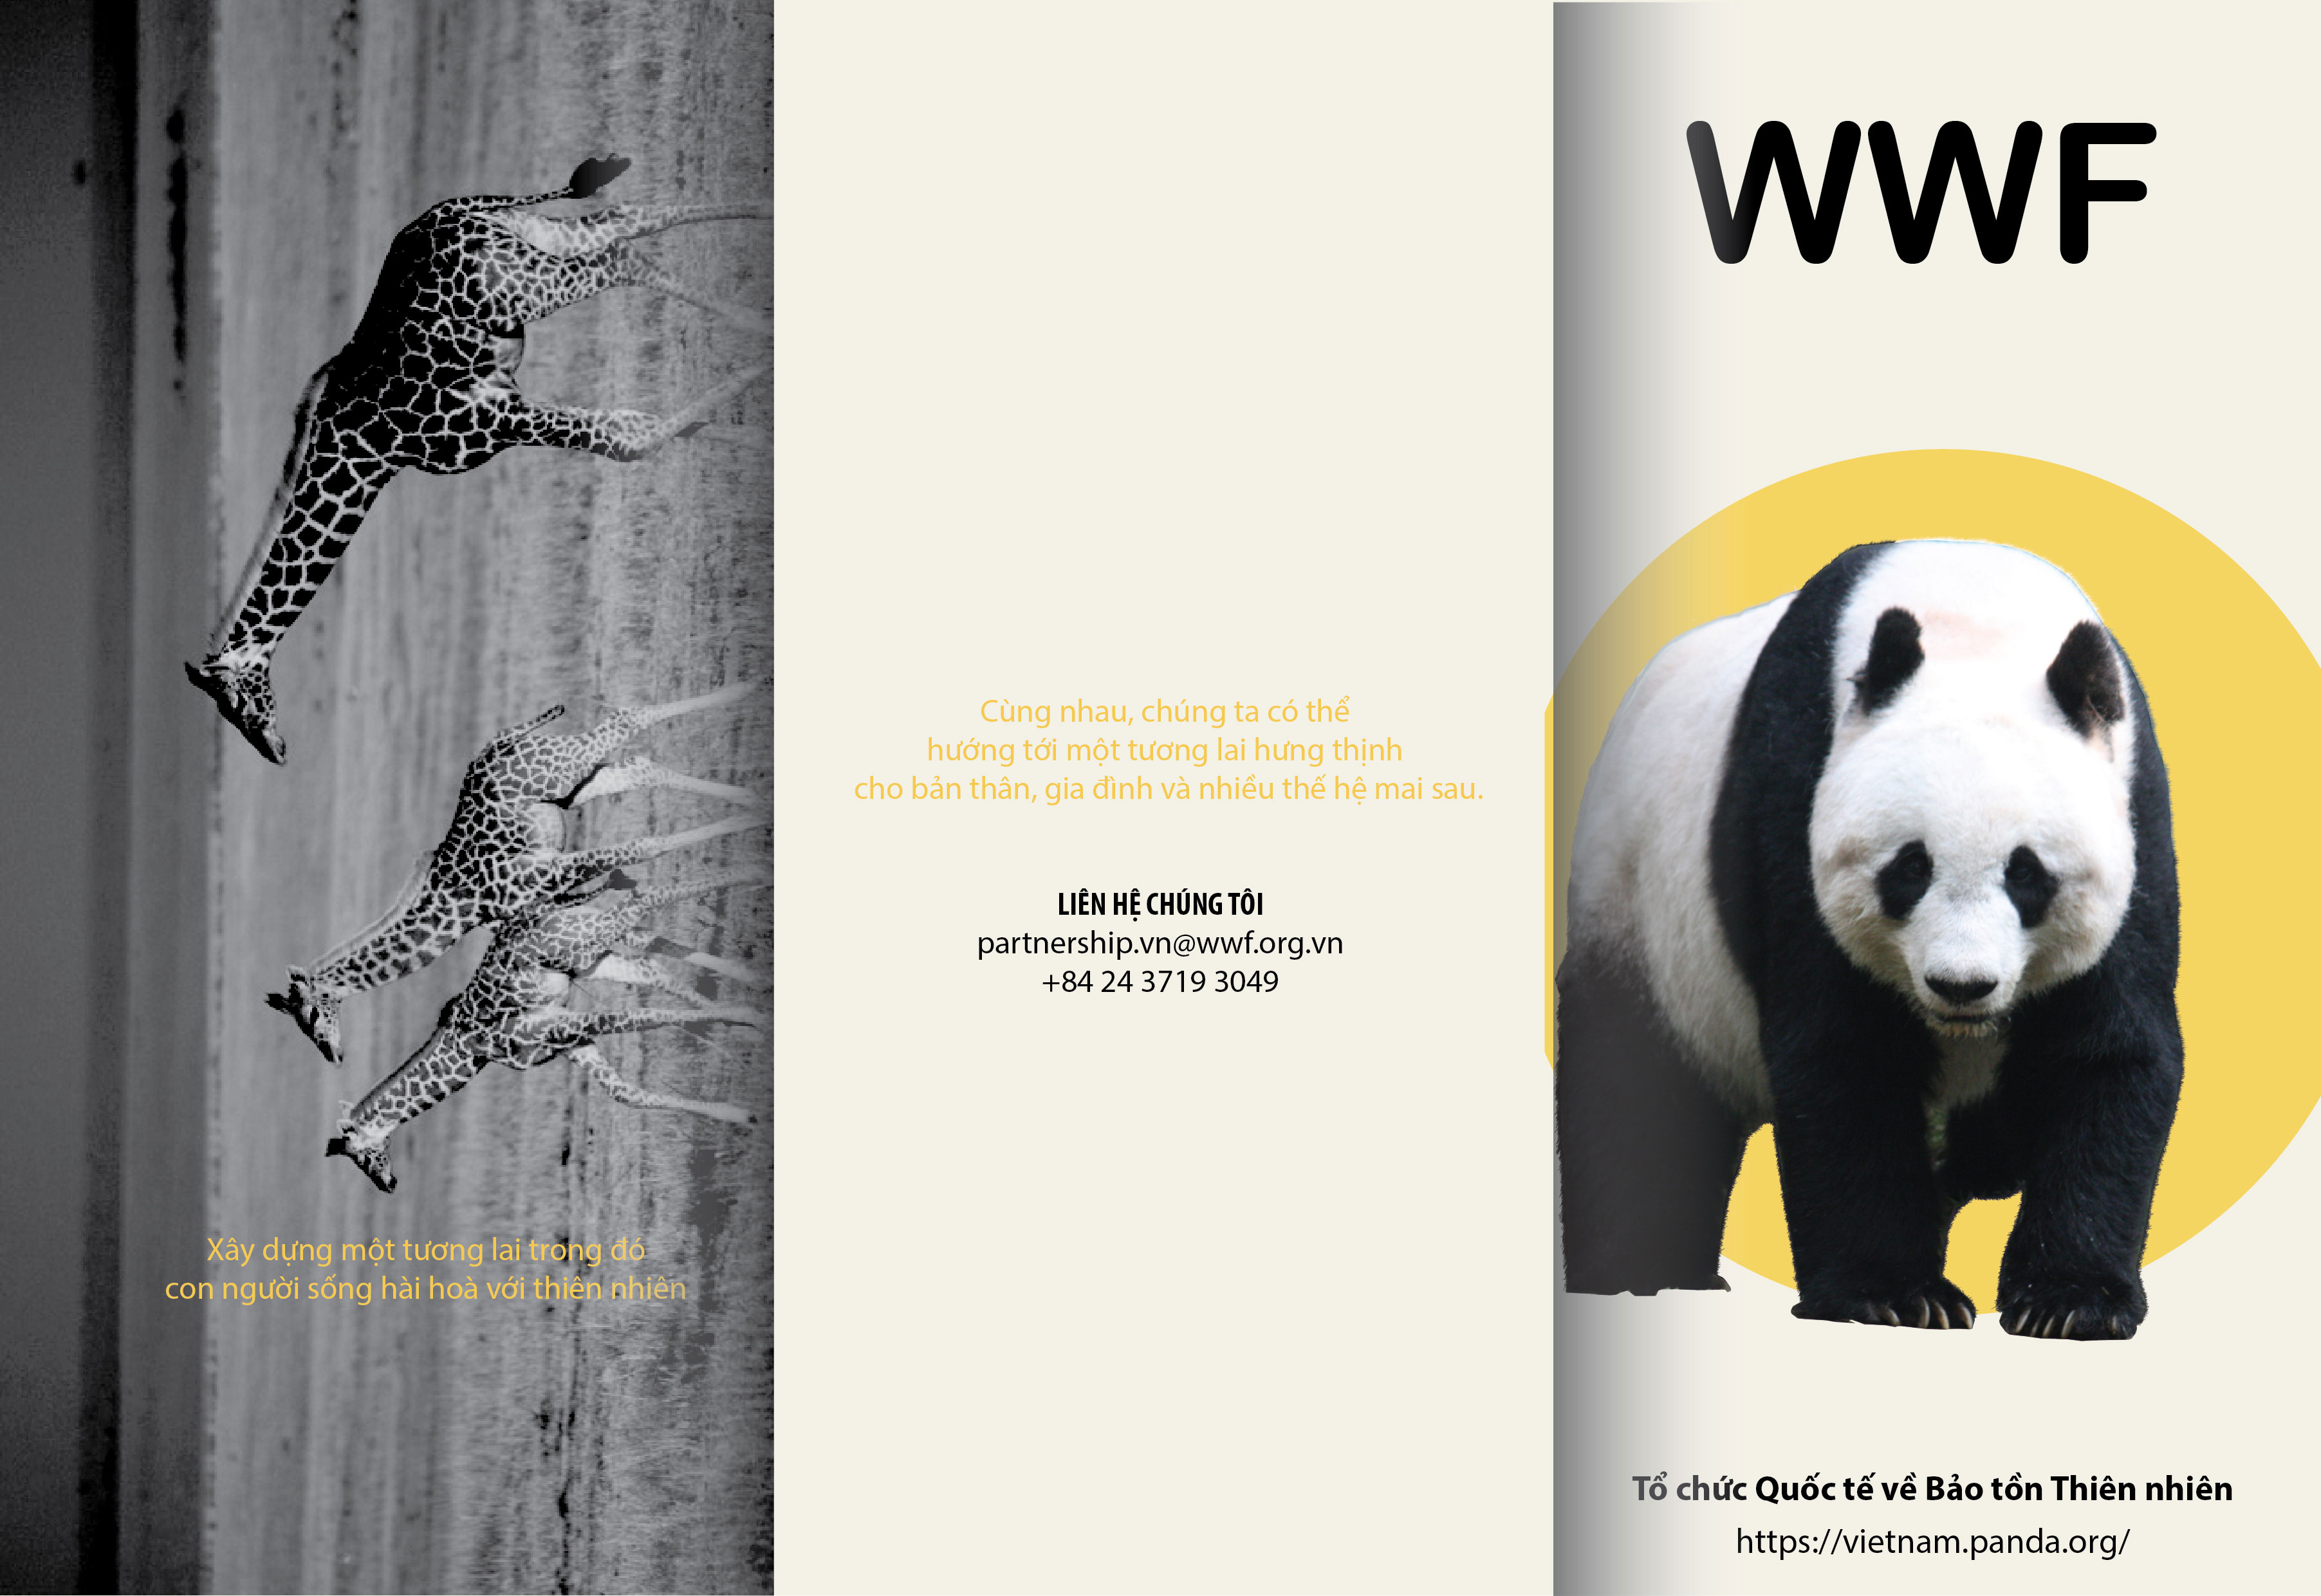 Xây dựng một tương lai trong đó
con người sống hài hoà với thiên nhiên
Cùng nhau, chúng ta có thể
hướng tới một tương lai hưng thịnh
cho bản thân, gia đình và nhiều thế hệ mai sau.
LIÊN HỆ CHÚNG TÔI
partnership.vn@wwf.org.vn
+84 24 3719 3049
WWF
Tổ chức Quốc tế về Bảo tồn Thiên nhiên
https://vietnam.panda.org/